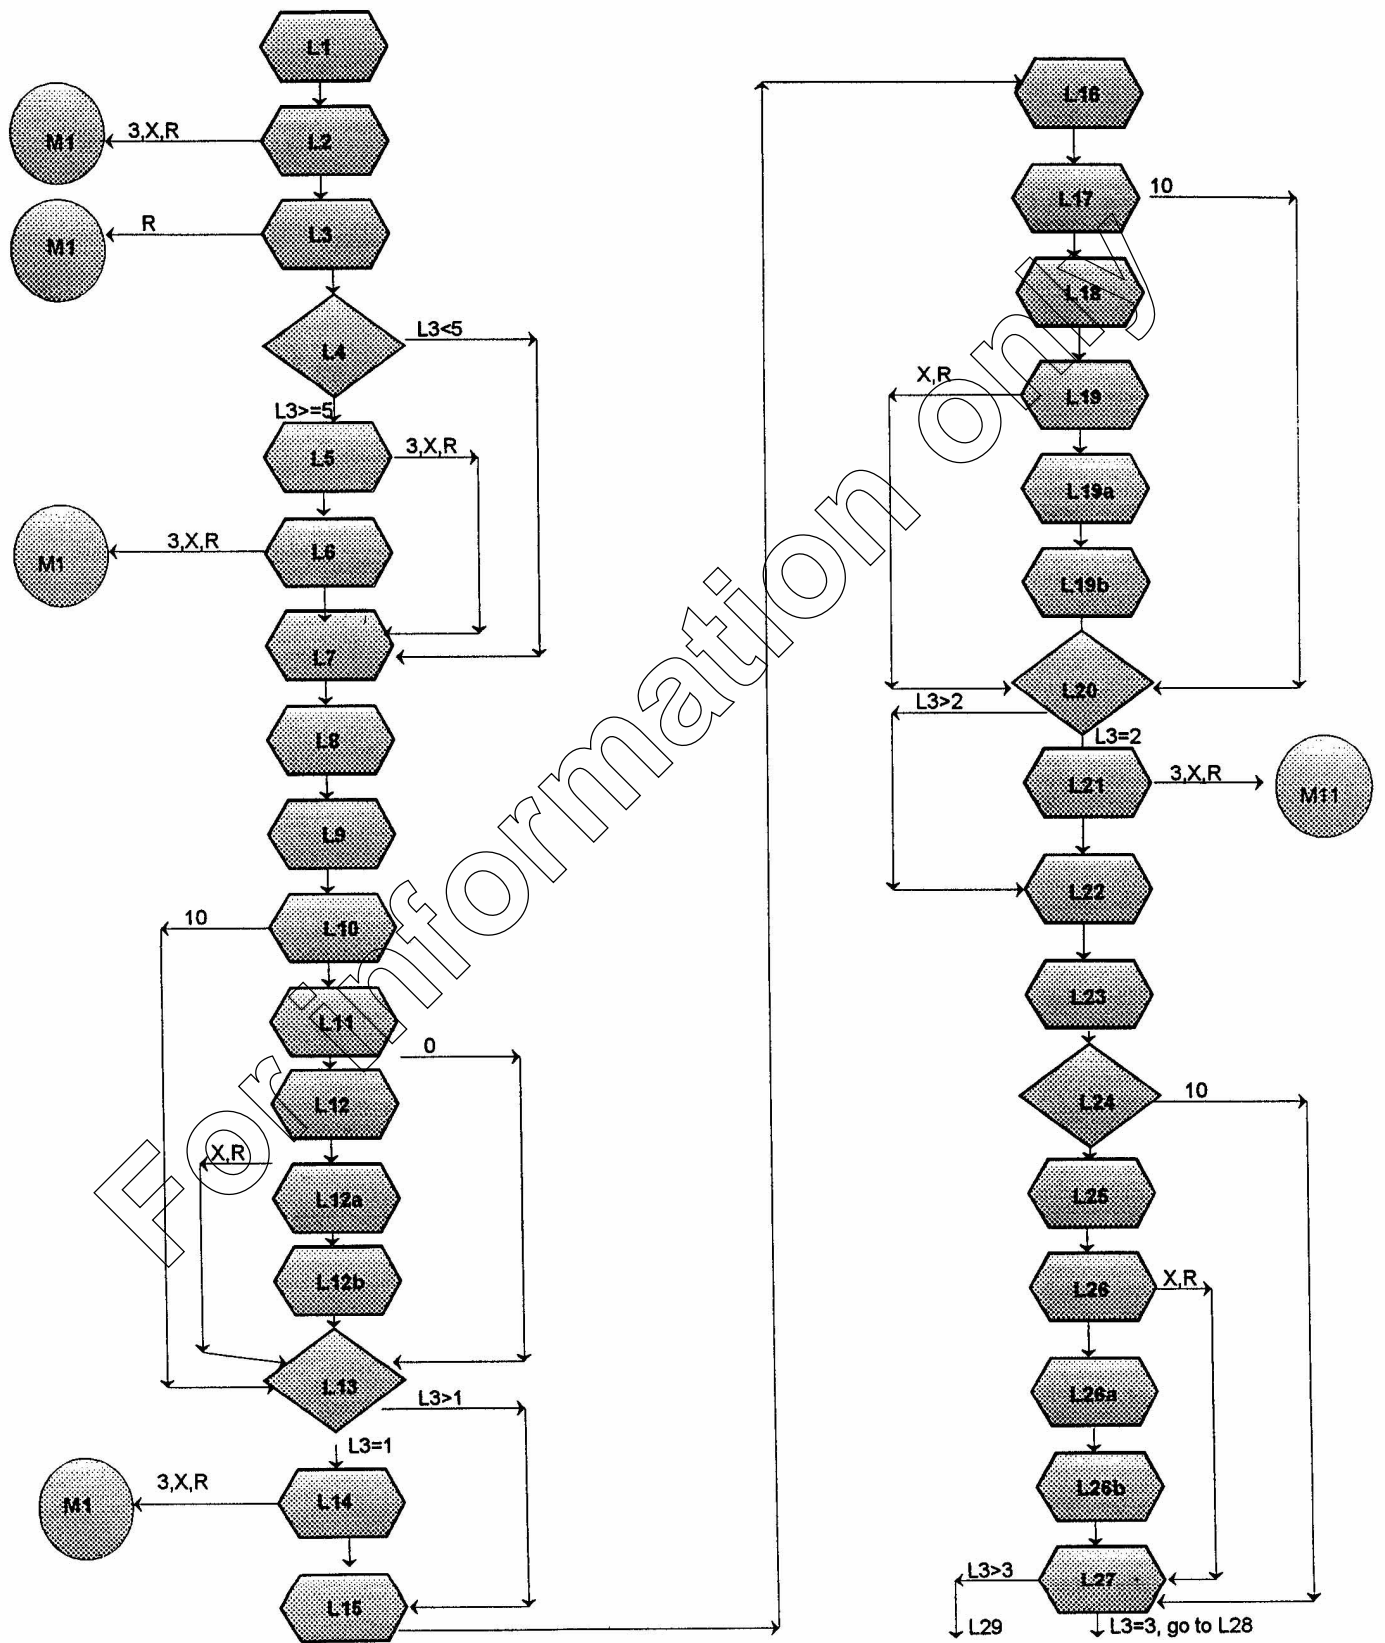 L1
M1
3,X,R
L2
M1
R
L3
L4
L3<5
L3>=5
L5
3,X,R
M1
3,X,R
L6
L7
L8
L9
10
L10
L11
0
L12
X,R
L12a
L12b
L13
L3>1
L3=1
M1
3,X,R
L14
L15
L16
L17
10
L18
X,R
L19
L19a
L19b
L20
L3>2
L3=2
L21
3,X,R
M11
L22
L23
L24
10
L25
L26
X,R
L26a
L26b
L3>3
L27
L29
L3=3, go to L28
For information only